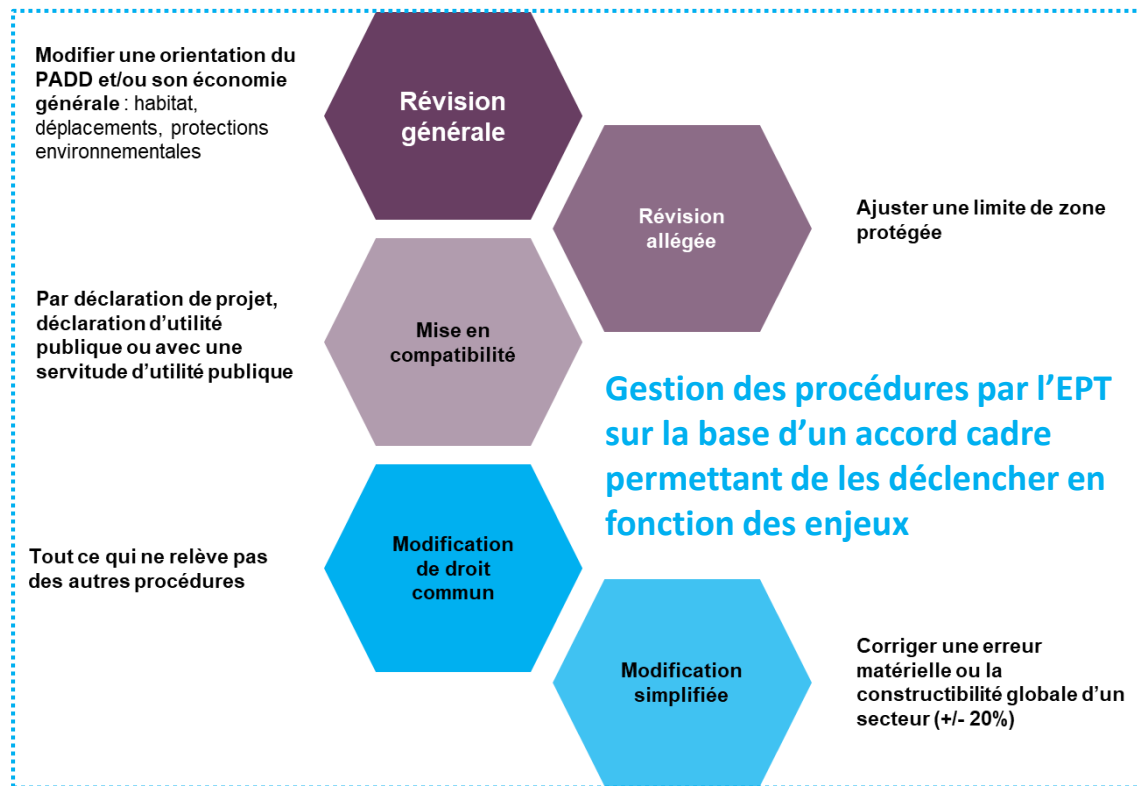 Modifier une orientation du
PADD et/ou son économie
générale : habitat,
déplacements, protections
environnementales
Révision
générale
Révision
allégée
Ajuster une limite de zone
protégée
Par déclaration de projet,
déclaration d’utilité
publique ou avec une
servitude d’utilité publique
Mise en
compatibilité
Gestion des procédures par l’EPT
sur la base d’un accord cadre
permettant de les déclencher en
fonction des enjeux
Tout ce qui ne relève pas
des autres procédures
Modification
de droit
commun
Modification
simplifiée
Corriger une erreur
matérielle ou la
constructibilité globale d’un
secteur (+/- 20%)